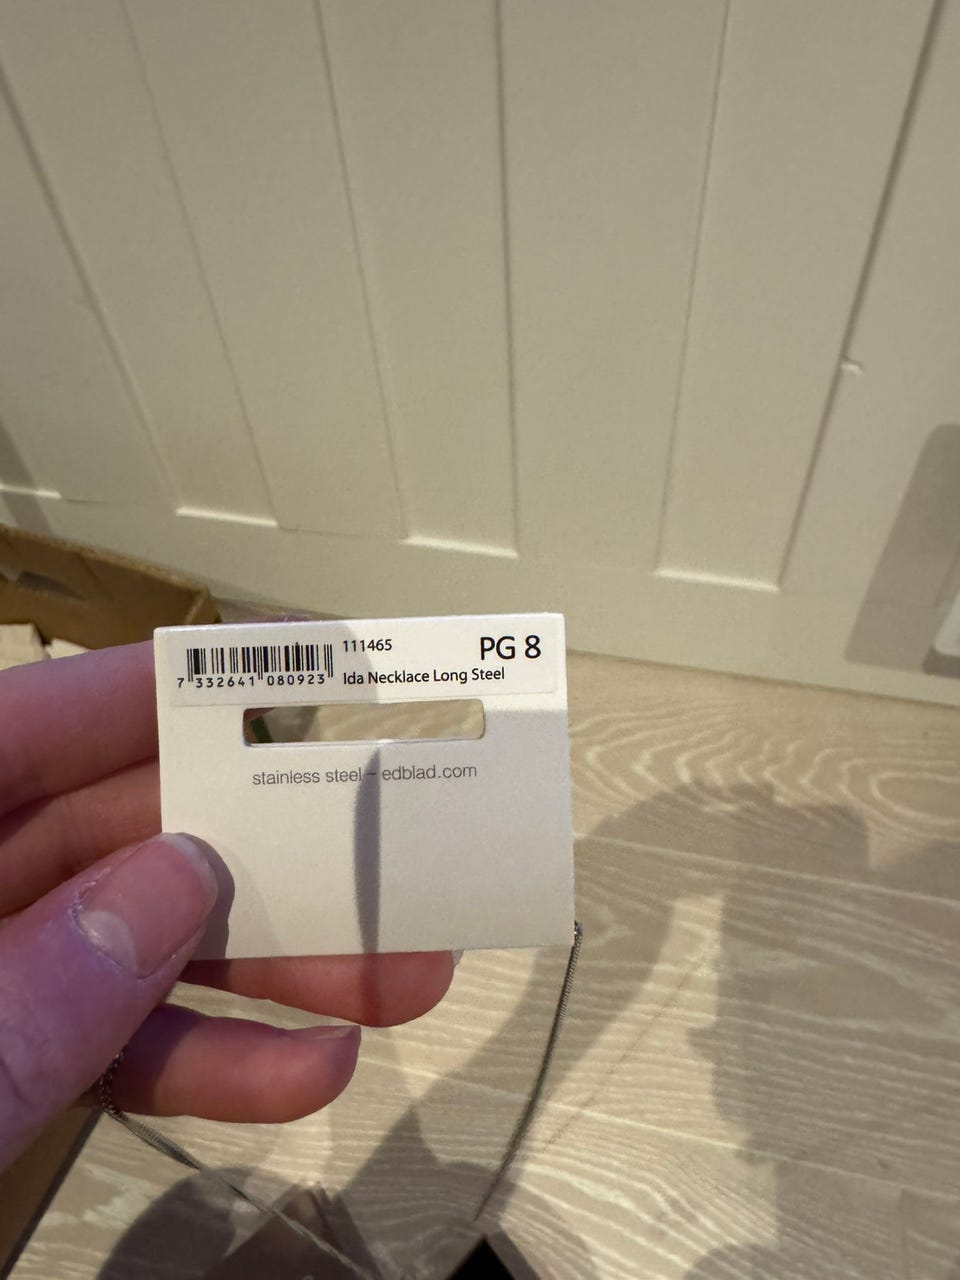 111465
PG 8
7 332641 080923
Ida Necklace Long Steel
stainless steel – edblad.com